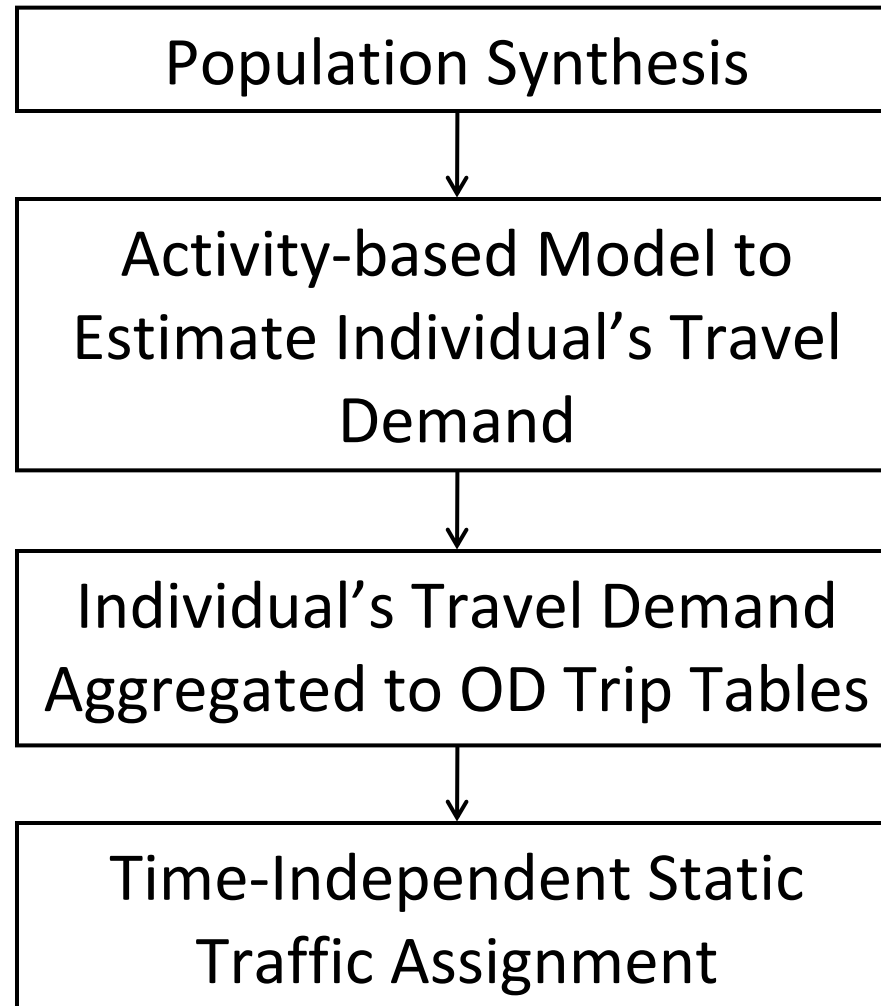 Population Synthesis
Activity-based Model to
Estimate Individual’s Travel
Demand
Individual’s Travel Demand
Aggregated to OD Trip Tables
Time-Independent Static
Traffic Assignment